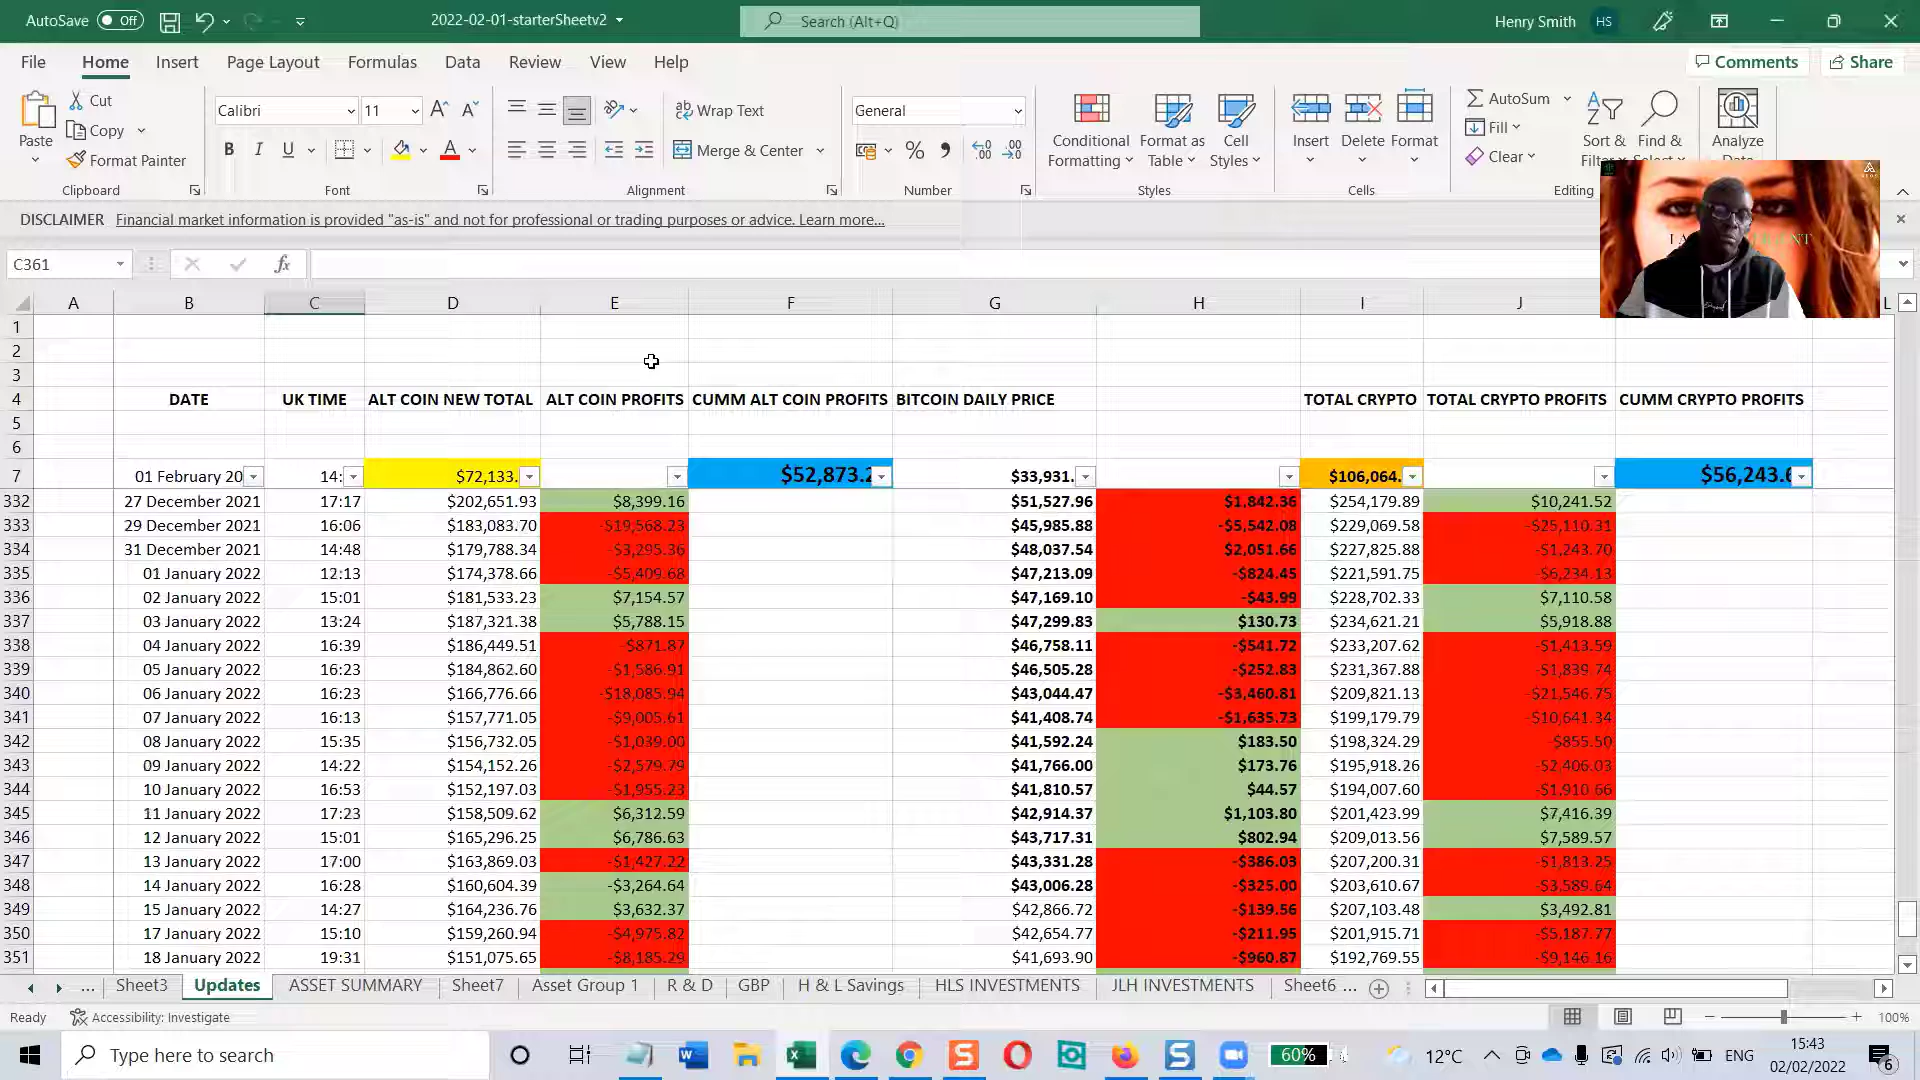 AutoSave Off 2022-02-01-starterSheetv2 Search (Alt+Q) Henry Smith HS
File Home Insert Page Layout Formulas Data Review View Help Comments Share
Cut
Copy
Format Painter
Paste
Calibri 11
B I U
Wrap Text
Merge & Center
General
Conditional Formatting
Format as Table
Cell Styles
Insert Delete Format
AutoSum
Fill
Clear
Sort &
Find &
Analyze
Clipboard Font Alignment Number Styles Cells Editing
DISCLAIMER Financial market information is provided "as-is" and not for professional or trading purposes or advice. Learn more...
C361 fx
A B C D E F G H I J L
1
2
3
4 DATE UK TIME ALT COIN NEW TOTAL ALT COIN PROFITS CUMM ALT COIN PROFITS BITCOIN DAILY PRICE TOTAL CRYPTO TOTAL CRYPTO PROFITS CUMM CRYPTO PROFITS
5
6
7 01 February 20 14: $72,133. $52,873.2 $33,931. $106,064. $56,243.6
332 27 December 2021 17:17 $202,651.93 $8,399.16 $51,527.96 $1,842.36 $254,179.89 $10,241.52
333 29 December 2021 16:06 $183,083.70 -$19,568.23 $45,985.88 -$5,542.08 $229,069.58 -$25,110.31
334 31 December 2021 14:48 $179,788.34 -$3,295.36 $48,037.54 $2,051.66 $227,825.88 -$1,243.70
335 01 January 2022 12:13 $174,378.66 -$5,409.68 $47,213.09 -$824.45 $221,591.75 -$6,234.13
336 02 January 2022 15:01 $181,533.23 $7,154.57 $47,169.10 -$43.99 $228,702.33 $7,110.58
337 03 January 2022 13:24 $187,321.38 $5,788.15 $47,299.83 $130.73 $234,621.21 $5,918.88
338 04 January 2022 16:39 $186,449.51 -$871.87 $46,758.11 -$541.72 $233,207.62 -$1,413.59
339 05 January 2022 16:23 $184,862.60 -$1,586.91 $46,505.28 -$252.83 $231,367.88 -$1,839.74
340 06 January 2022 16:23 $166,776.66 -$18,085.94 $43,044.47 -$3,460.81 $209,821.13 -$21,546.75
341 07 January 2022 16:13 $157,771.05 -$9,005.61 $41,408.74 -$1,635.73 $199,179.79 -$10,641.34
342 08 January 2022 15:35 $156,732.05 -$1,039.00 $41,592.24 $183.50 $198,324.29 -$855.50
343 09 January 2022 14:22 $154,152.26 -$2,579.79 $41,766.00 $173.76 $195,918.26 -$2,406.03
344 10 January 2022 16:53 $152,197.03 -$1,955.23 $41,810.57 $44.57 $194,007.60 -$1,910.66
345 11 January 2022 17:23 $158,509.62 $6,312.59 $42,914.37 $1,103.80 $201,423.99 $7,416.39
346 12 January 2022 15:01 $165,296.25 $6,786.63 $43,717.31 $802.94 $209,013.56 $7,589.57
347 13 January 2022 17:00 $163,869.03 -$1,427.22 $43,331.28 -$386.03 $207,200.31 -$1,813.25
348 14 January 2022 16:28 $160,604.39 -$3,264.64 $43,006.28 -$325.00 $203,610.67 -$3,589.64
349 15 January 2022 14:27 $164,236.76 $3,632.37 $42,866.72 -$139.56 $207,103.48 $3,492.81
350 17 January 2022 15:10 $159,260.94 -$4,975.82 $42,654.77 -$211.95 $201,915.71 -$5,187.77
351 18 January 2022 19:31 $151,075.65 -$8,185.29 $41,693.90 -$960.87 $192,769.55 -$9,146.16
... Sheet3 Updates ASSET SUMMARY Sheet7 Asset Group 1 R & D GBP H & L Savings HLS INVESTMENTS JLH INVESTMENTS Sheet6 ...
Ready Accessibility: Investigate 100%
Type here to search 60% 12°C ENG 15:43
02/02/2022 6